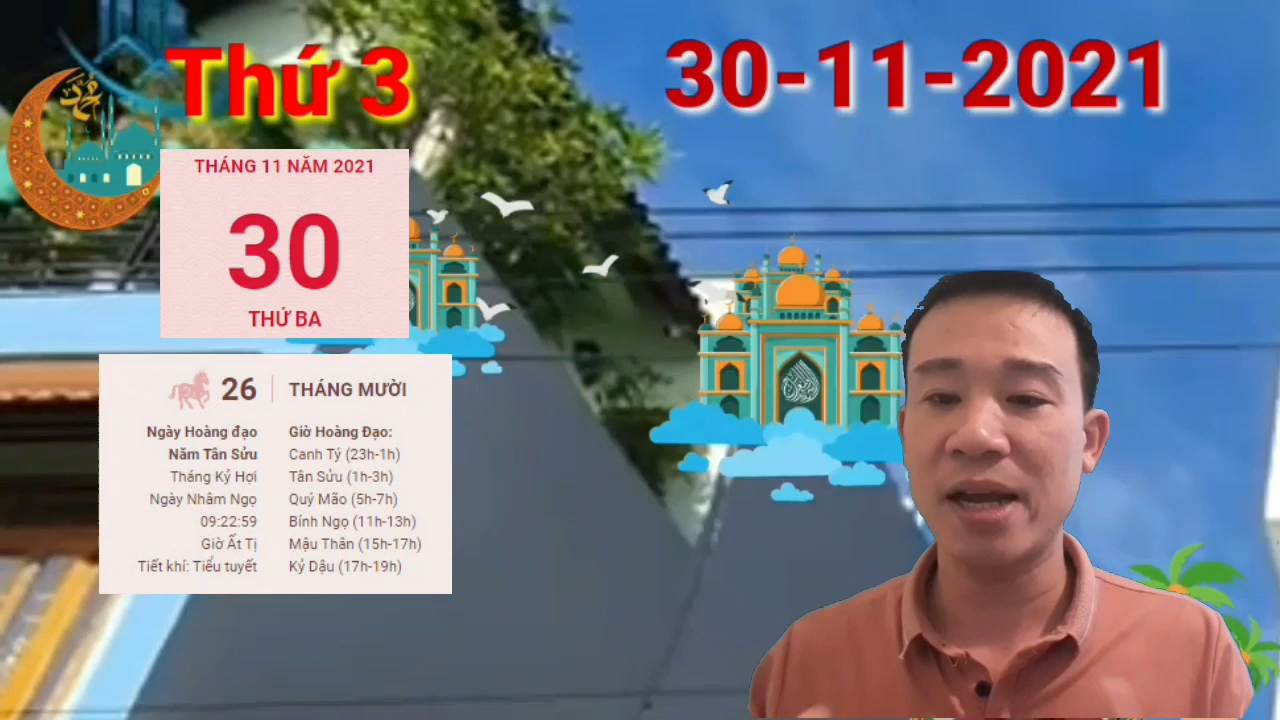 Thứ 3
30-11-2021
THÁNG 11 NĂM 2021
30
THỨ BA
26
THÁNG MƯỜI
Ngày Hoàng đạo
Năm Tân Sửu
Tháng Kỷ Hợi
Ngày Nhâm Ngọ
09:22:59
Giờ Ất Tị
Tiết khí: Tiểu tuyết
Giờ Hoàng Đạo:
Canh Tý (23h-1h)
Tân Sửu (1h-3h)
Quý Mão (5h-7h)
Bính Ngọ (11h-13h)
Mậu Thân (15h-17h)
Kỷ Dậu (17h-19h)